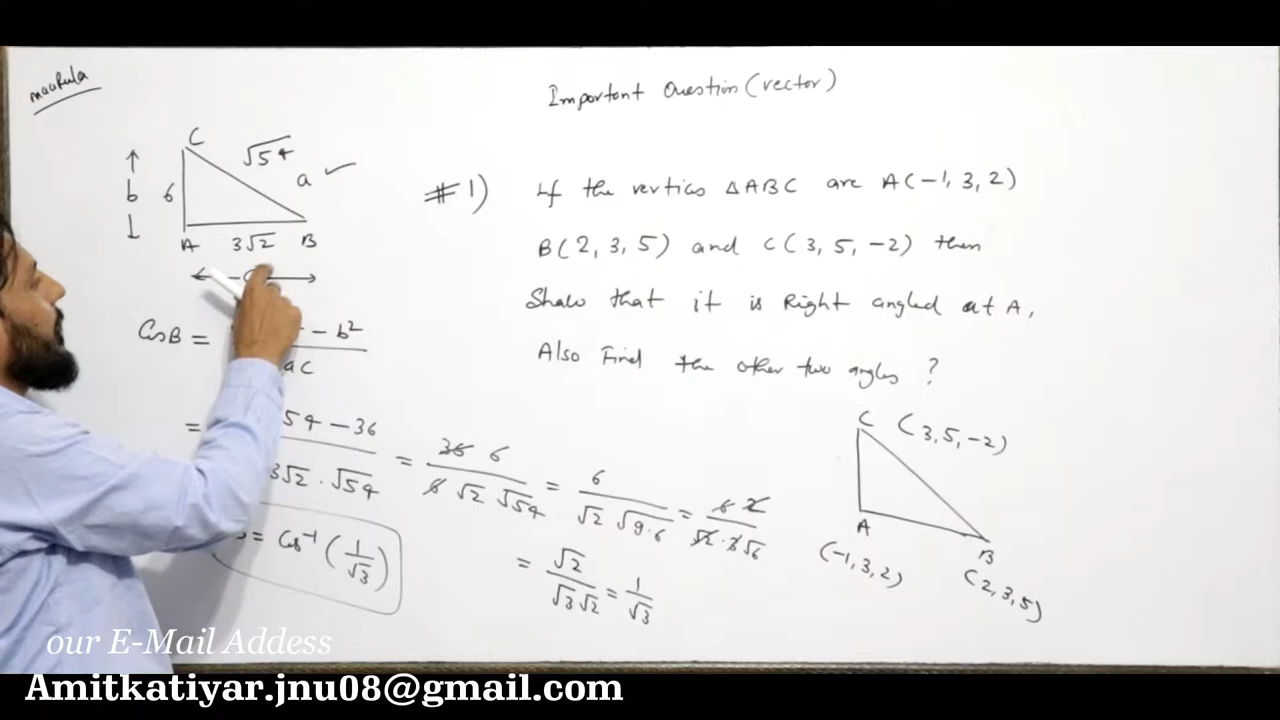 Important Question (vector)
C
√54
a
b
6
A 3√2 B
#1) If the vertics △ABC are A(-1, 3, 2)
B(2, 3, 5) and C(3, 5, -2) then
Show that it is Right angled at A,
Also Find the other two angles ?
CosB = - b²
ac
= 54 - 36
3√2 . √54
= 36 6
6 √2 √54
= 6
√2 √9.6
= 6 2
√2 . 3 √6
= √2
√3 √2
= 1
√3
= Cos⁻¹ (1/√3)
C (3, 5, -2)
A
(-1, 3, 2)
B
(2, 3, 5)
our E-Mail Addess
Amitkatiyar.jnu08@gmail.com